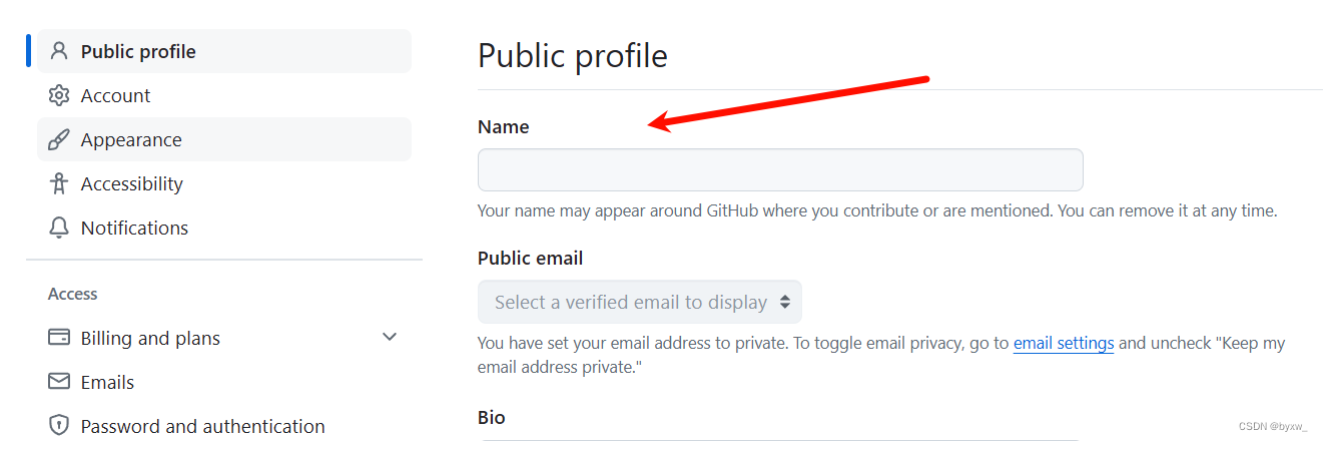 Public profile
Account
Appearance
Accessibility
Notifications
Access
Billing and plans
Emails
Password and authentication
Public profile
Name
Your name may appear around GitHub where you contribute or are mentioned. You can remove it at any time.
Public email
Select a verified email to display
You have set your email address to private. To toggle email privacy, go to email settings and uncheck "Keep my
email address private."
Bio
CSDN @byxw_